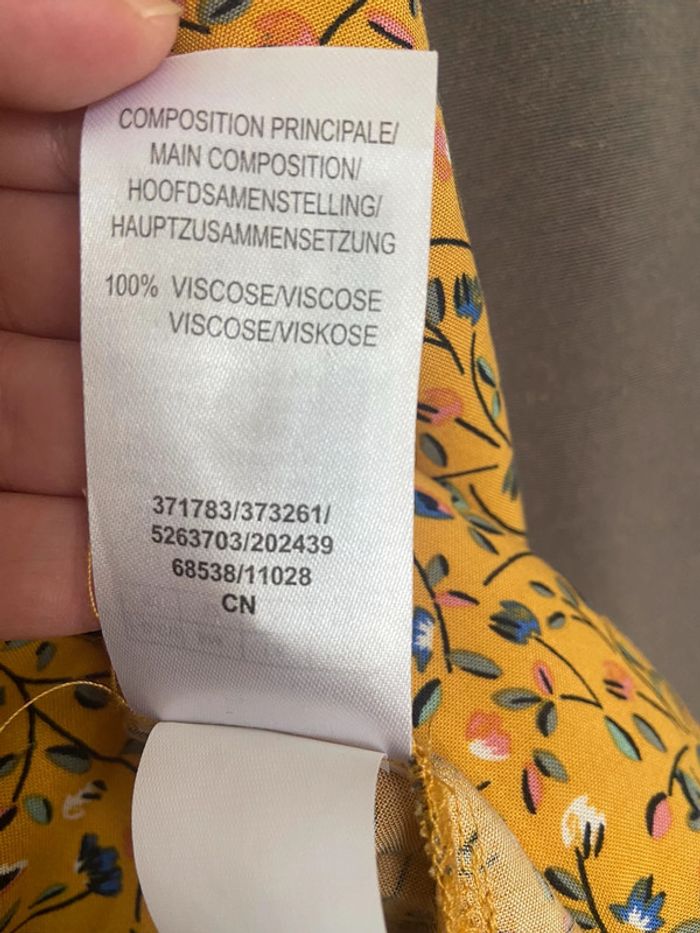 COMPOSITION PRINCIPALE/
MAIN COMPOSITION/
HOOFDSAMENSTELLING/
HAUPTZUSAMMENSETZUNG
100% VISCOSE/VISCOSE
VISCOSE/VISKOSE
371783/373261/
5263703/202439
68538/11028
CN